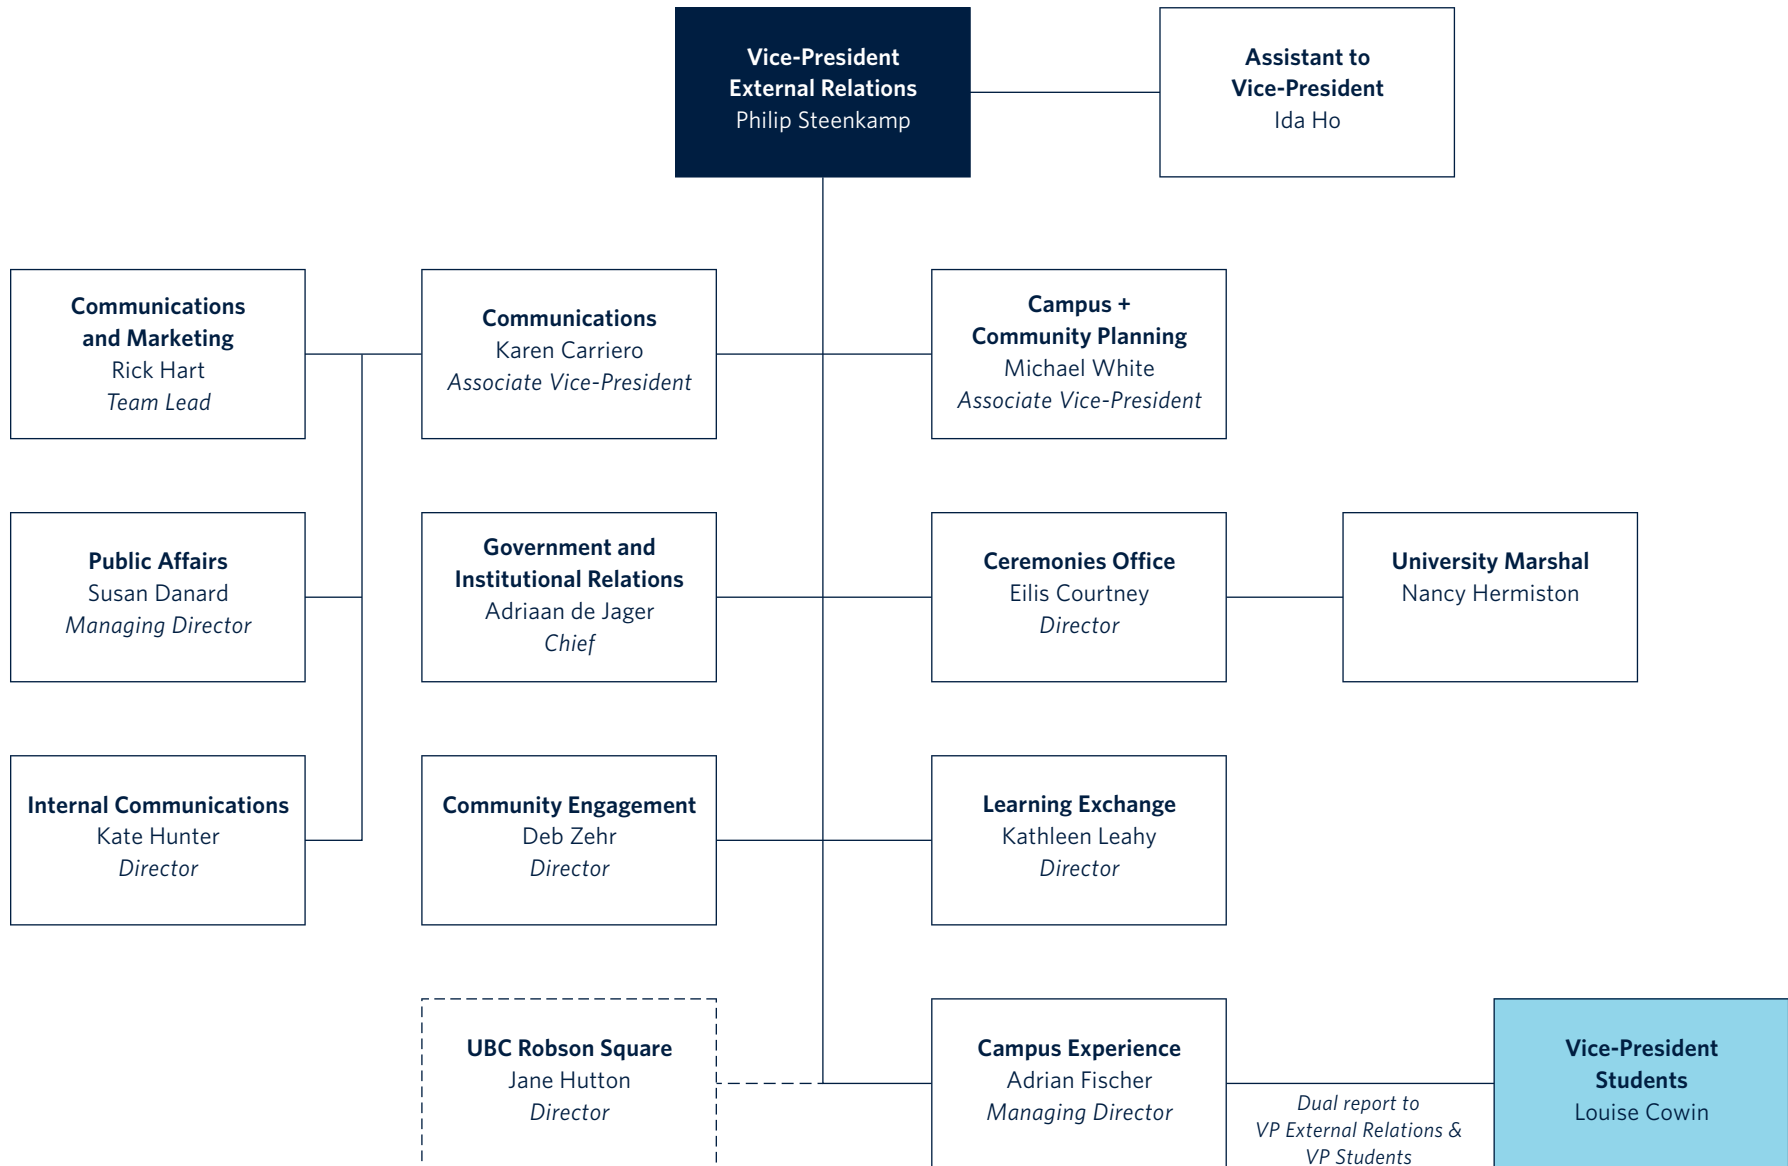 Vice-President
External Relations
Philip Steenkamp
Assistant to
Vice-President
Ida Ho
Communications
and Marketing
Rick Hart
Team Lead
Communications
Karen Carriero
Associate Vice-President
Campus +
Community Planning
Michael White
Associate Vice-President
Public Affairs
Susan Danard
Managing Director
Government and
Institutional Relations
Adriaan de Jager
Chief
Ceremonies Office
Eilis Courtney
Director
University Marshal
Nancy Hermiston
Internal Communications
Kate Hunter
Director
Community Engagement
Deb Zehr
Director
Learning Exchange
Kathleen Leahy
Director
UBC Robson Square
Jane Hutton
Director
Campus Experience
Adrian Fischer
Managing Director
Dual report to
VP External Relations &
VP Students
Vice-President
Students
Louise Cowin